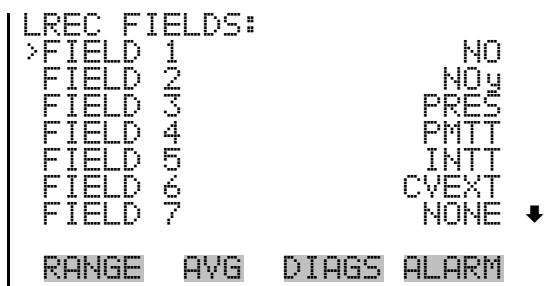 LREC FIELDS:
>FIELD 1 NO
FIELD 2 NOy
FIELD 3 PRES
FIELD 4 PMTT
FIELD 5 INTT
FIELD 6 CVEXT
FIELD 7 NONE
RANGE AVG DIAGS ALARM